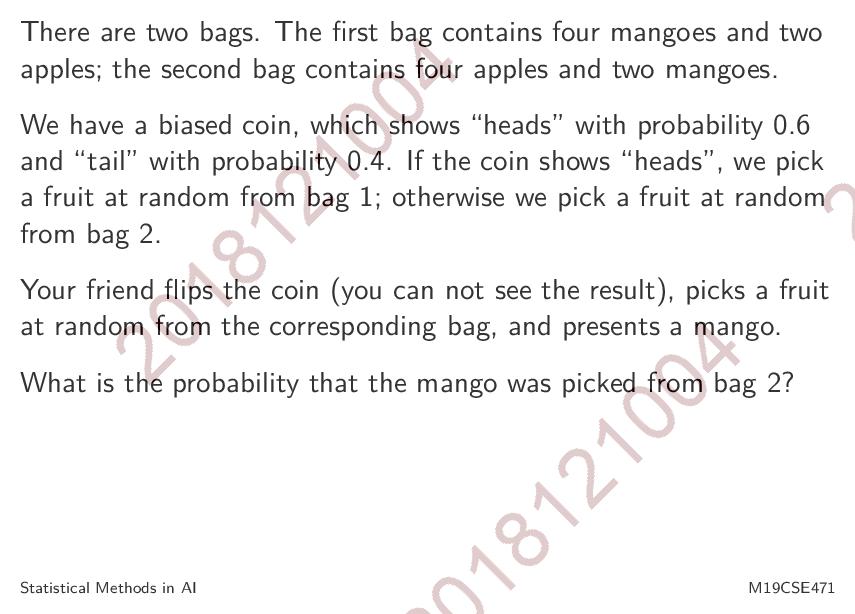 There are two bags. The first bag contains four mangoes and two
apples; the second bag contains four apples and two mangoes.
We have a biased coin, which shows “heads” with probability 0.6
and “tail” with probability 0.4. If the coin shows “heads”, we pick
a fruit at random from bag 1; otherwise we pick a fruit at random
from bag 2.
Your friend flips the coin (you can not see the result), picks a fruit
at random from the corresponding bag, and presents a mango.
What is the probability that the mango was picked from bag 2?
2018121004
2018121004
2
Statistical Methods in AI
M19CSE471